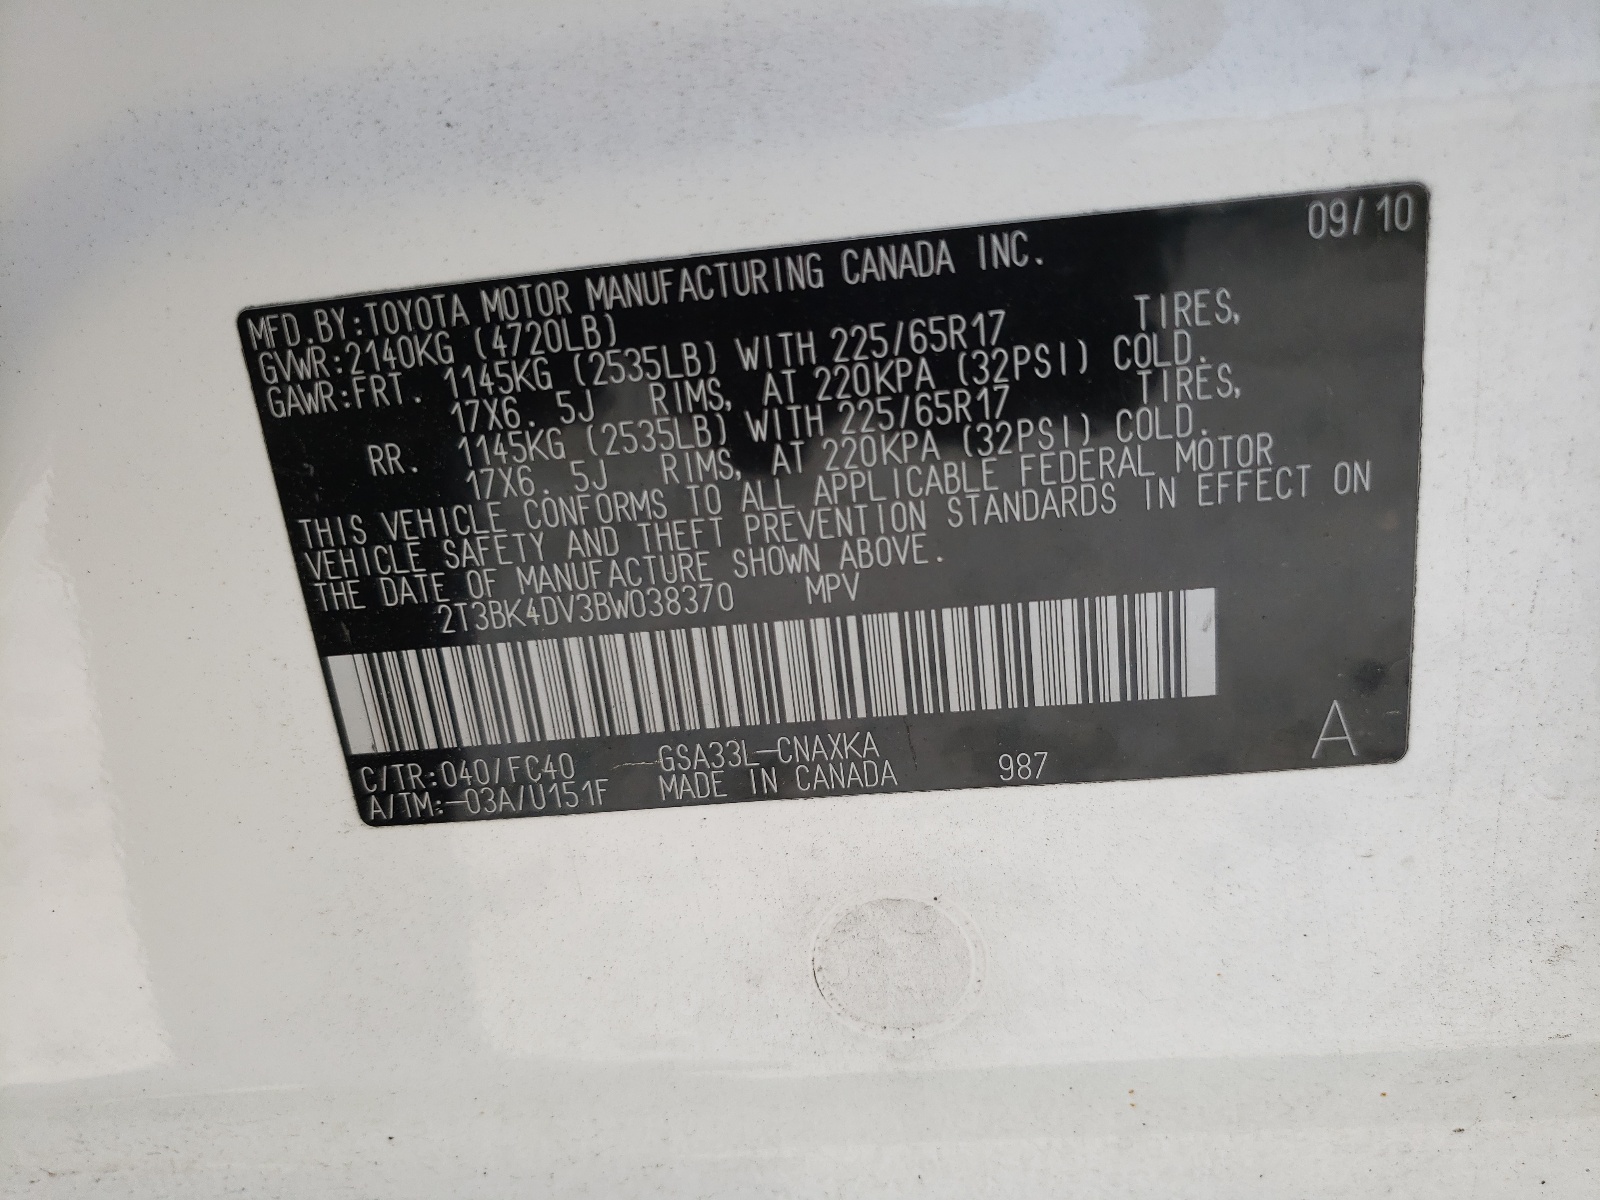 09/10
MFD.BY:TOYOTA MOTOR MANUFACTURING CANADA INC.
GVWR:2140KG (4720LB)
GAWR:FRT. 1145KG (2535LB) WITH 225/65R17 TIRES,
17X6.5J RIMS, AT 220KPA (32PSI) COLD.
RR. 1145KG (2535LB) WITH 225/65R17 TIRES,
17X6.5J RIMS, AT 220KPA (32PSI) COLD.
THIS VEHICLE CONFORMS TO ALL APPLICABLE FEDERAL MOTOR
VEHICLE SAFETY AND THEFT PREVENTION STANDARDS IN EFFECT ON
THE DATE OF MANUFACTURE SHOWN ABOVE.
2T3BK4DV3BW038370 MPV
C/TR:040/FC40 GSA33L-CNAXKA
A/TM:-03A/U151F MADE IN CANADA 987 A